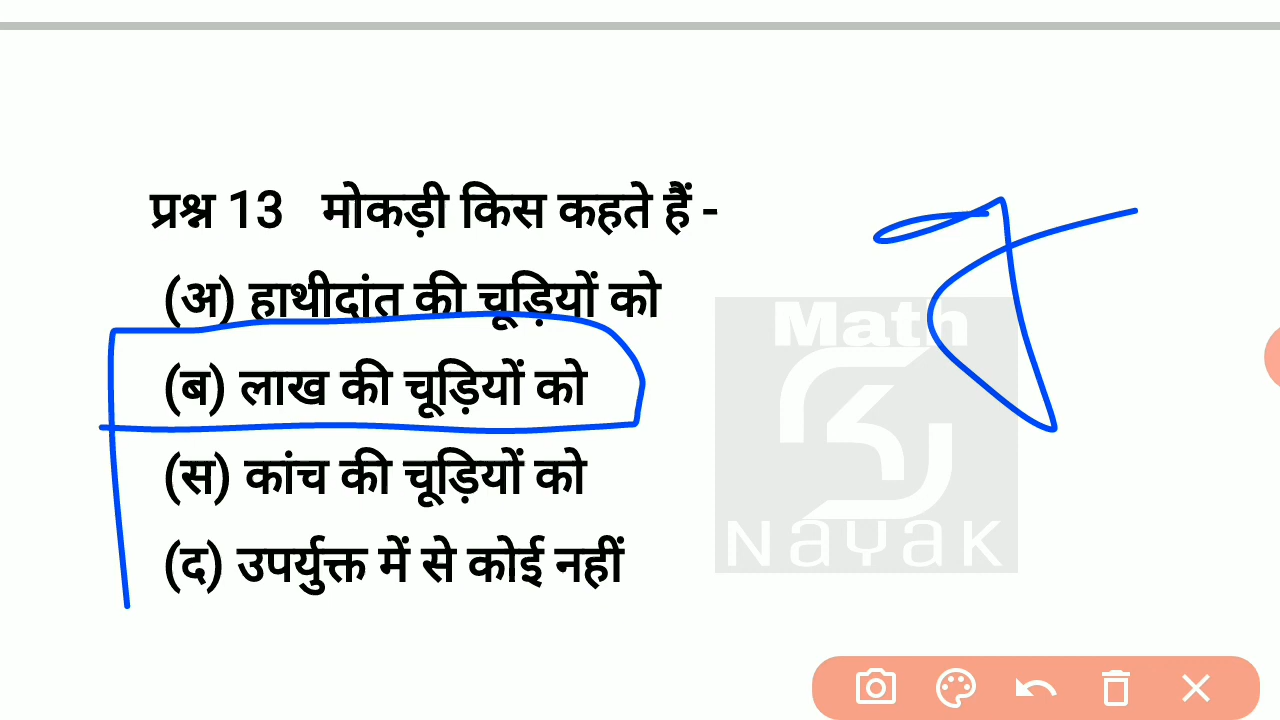 प्रश्न 13 मोकड़ी किस कहते हैं -
(अ) हाथीदांत की चूड़ियों को
(ब) लाख की चूड़ियों को
(स) कांच की चूड़ियों को
(द) उपर्युक्त में से कोई नहीं
Math
NAYAK